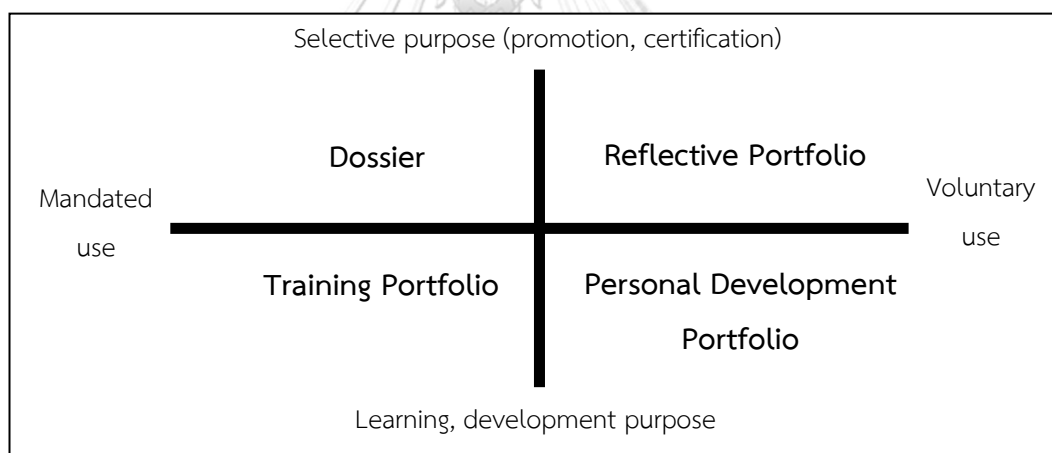 Selective purpose (promotion, certification)
Dossier
Reflective Portfolio
Mandated
use
Voluntary
use
Training Portfolio
Personal Development
Portfolio
Learning, development purpose